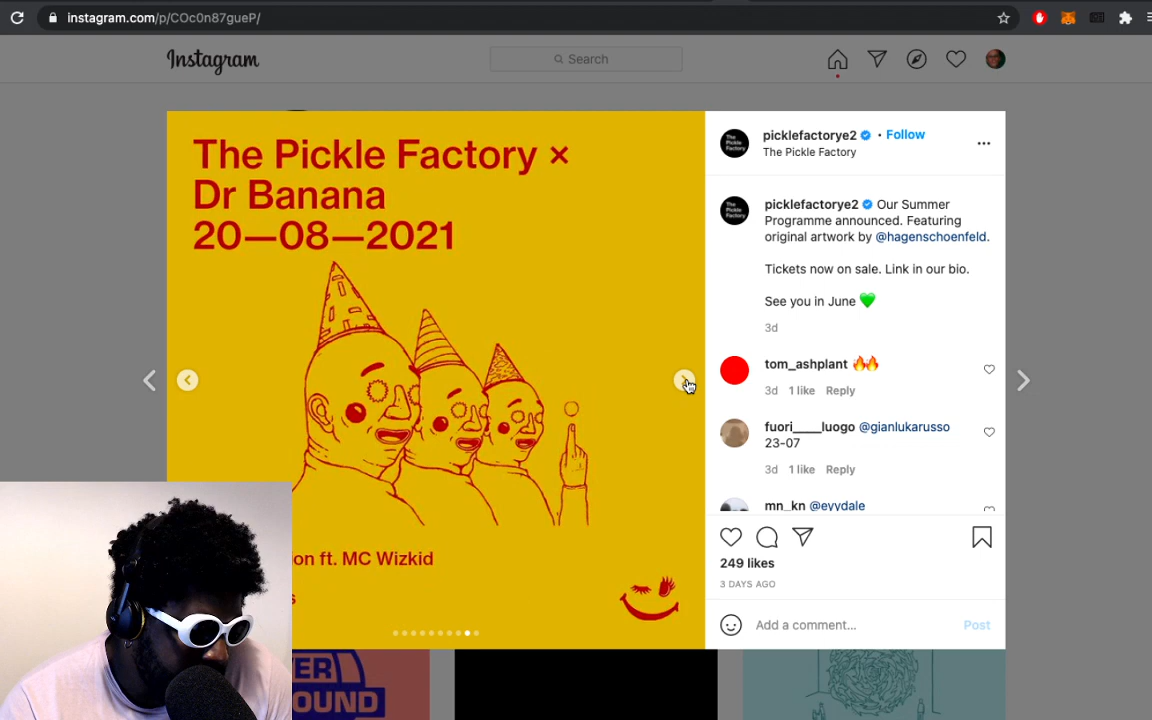 instagram.com/p/COc0n87gueP/
Instagram
Search
The Pickle Factory ×
Dr Banana
20—08—2021
on ft. MC Wizkid
s
picklefactorye2 • Follow
The Pickle Factory
picklefactorye2 Our Summer
Programme announced. Featuring
original artwork by @hagenschoenfeld.
Tickets now on sale. Link in our bio.
See you in June 💚
3d
tom_ashplant 🔥🔥
3d 1 like Reply
fuori____luogo @gianlukarusso
23-07
3d 1 like Reply
mn_kn @evydale
249 likes
3 DAYS AGO
Add a comment... Post
ER
OUND